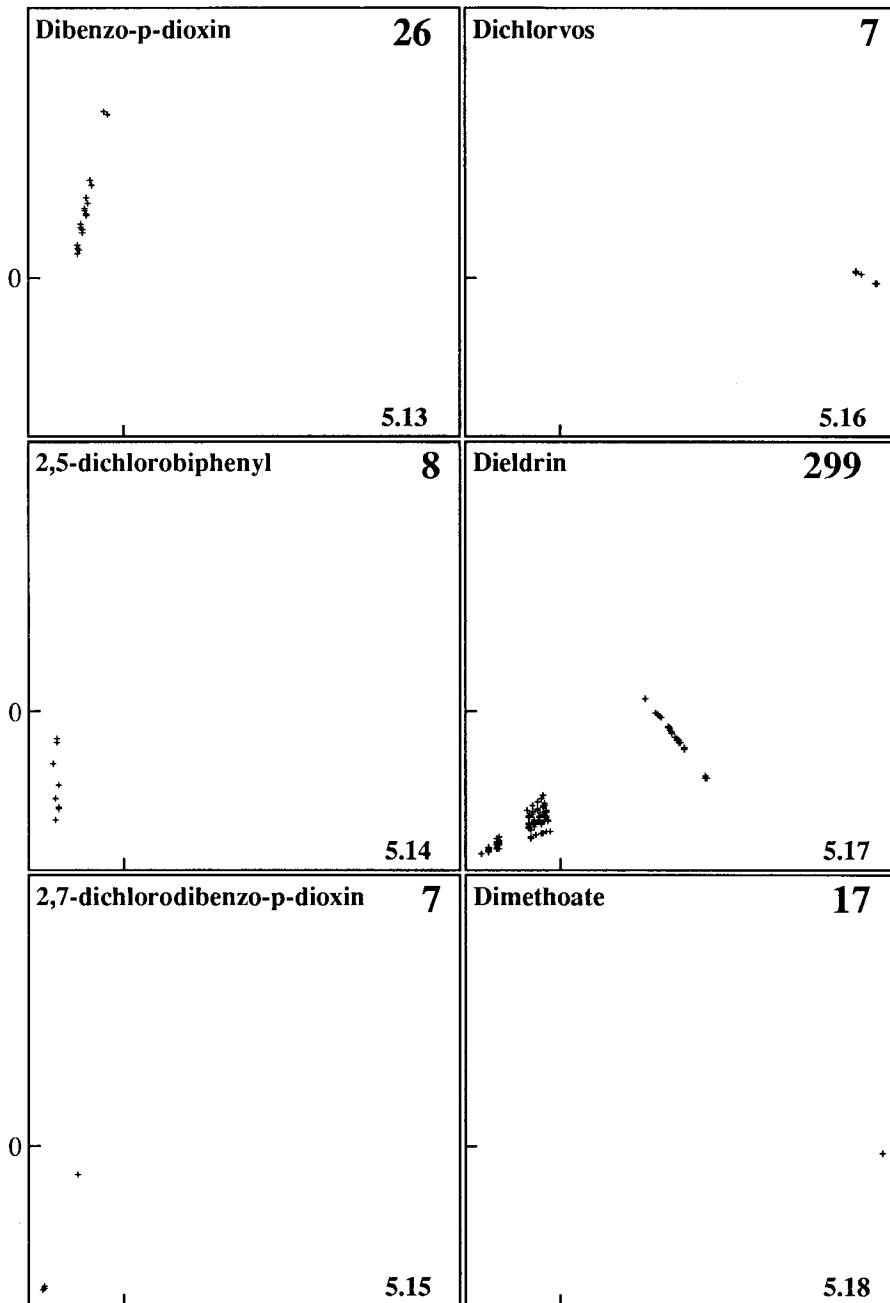 Dibenzo-p-dioxin 26
0
5.13
Dichlorvos 7
5.16
2,5-dichlorobiphenyl 8
0
5.14
Dieldrin 299
5.17
2,7-dichlorodibenzo-p-dioxin 7
0
5.15
Dimethoate 17
5.18